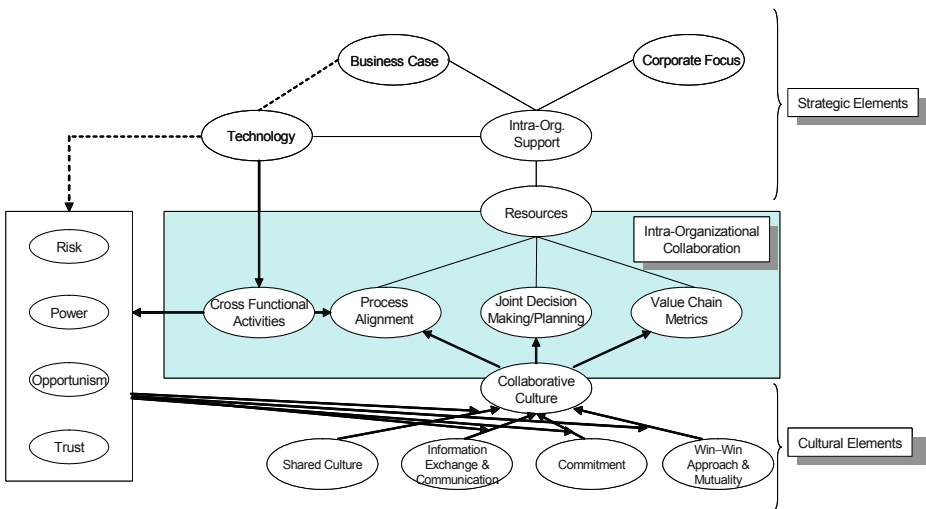 Business Case
Corporate Focus
Strategic Elements
Technology
Intra-Org.
Support
Resources
Intra-Organizational
Collaboration
Risk
Power
Opportunism
Trust
Cross Functional
Activities
Process
Alignment
Joint Decision
Making/Planning
Value Chain
Metrics
Collaborative
Culture
Shared Culture
Information
Exchange &
Communication
Commitment
Win–Win
Approach &
Mutuality
Cultural Elements